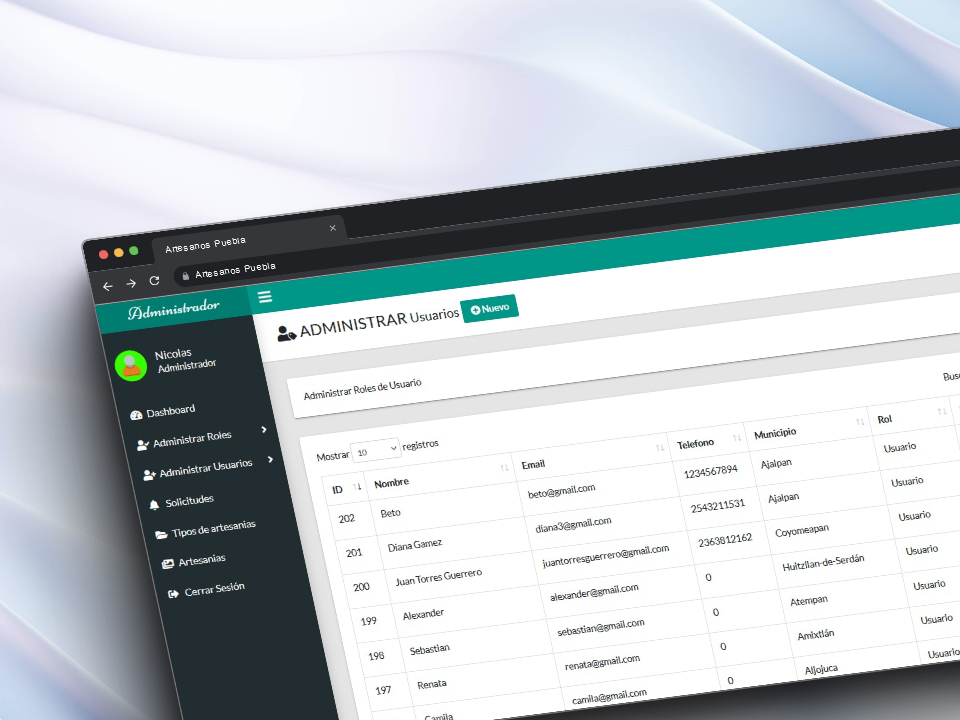 Artesanos Puebla
Artesanos Puebla
Administrador
Nicolas
Administrador
Dashboard
Administrar Roles
Administrar Usuarios
Solicitudes
Tipos de artesanias
Artesanias
Cerrar Sesión
ADMINISTRAR Usuarios Nuevo
Administrar Roles de Usuario
Mostrar 10 registros
ID Nombre Email Telefono Municipio Rol
202 Beto beto@gmail.com 1234567894 Ajalpan Usuario
201 Diana Gamez diana3@gmail.com 2543211531 Ajalpan Usuario
200 Juan Torres Guerrero juantorresguerrero@gmail.com 2363812162 Coyomeapan Usuario
199 Alexander alexander@gmail.com 0 Huitzilan-de-Serdán Usuario
198 Sebastian sebastian@gmail.com 0 Atempan Usuario
197 Renata renata@gmail.com 0 Amixtlán Usuario
Camila camila@gmail.com 0 Aljojuca Usuario